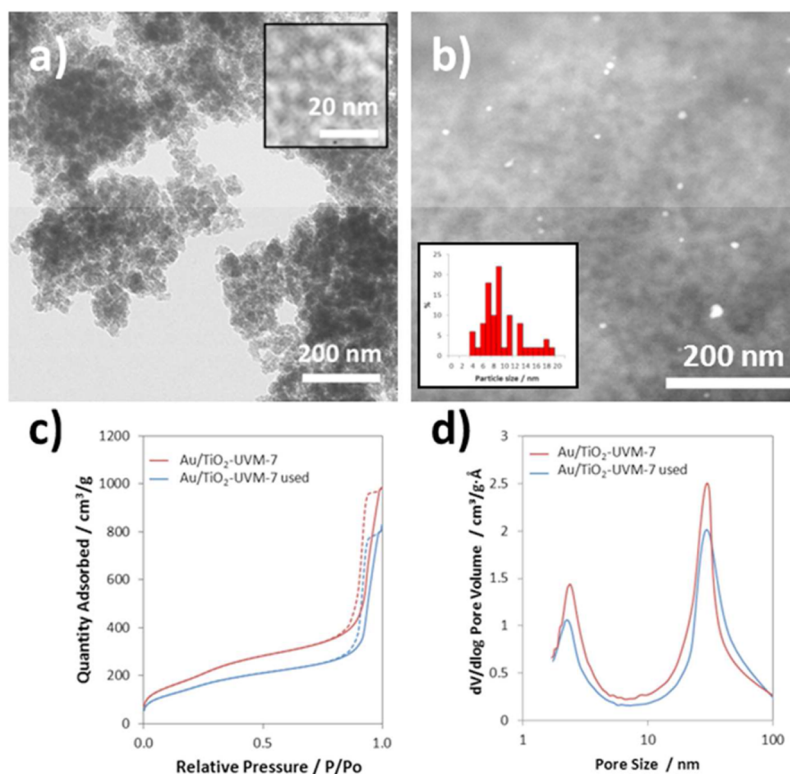 a)
20 nm
200 nm
b)
25
20
15
10
5
0
%
0 2 4 6 8 10 12 14 16 18 20
Particle size / nm
200 nm
c)
1200
1000
800
600
400
200
0
Quantity Adsorbed / cm³/g
Au/TiO₂-UVM-7
Au/TiO₂-UVM-7 used
0.0 0.5 1.0
Relative Pressure / P/Po
d)
3
2.5
2
1.5
1
0.5
0
dV/dlog Pore Volume / cm³/g·Å
Au/TiO₂-UVM-7
Au/TiO₂-UVM-7 used
1 10 100
Pore Size / nm